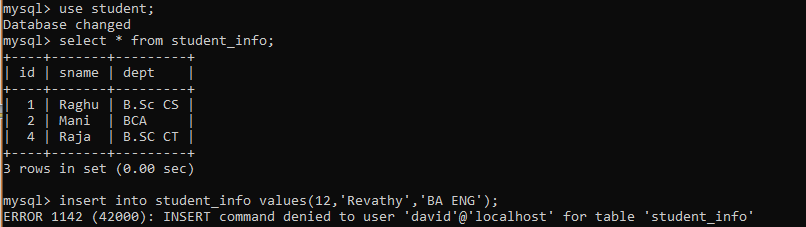 mysql> use student;
Database changed
mysql> select * from student_info;
+----+-------+---------+
| id | sname | dept    |
+----+-------+---------+
|  1 | Raghu | B.Sc CS |
|  2 | Mani  | BCA     |
|  4 | Raja  | B.SC CT |
+----+-------+---------+
3 rows in set (0.00 sec)
mysql> insert into student_info values(12,'Revathy','BA ENG');
ERROR 1142 (42000): INSERT command denied to user 'david'@'localhost' for table 'student_info'